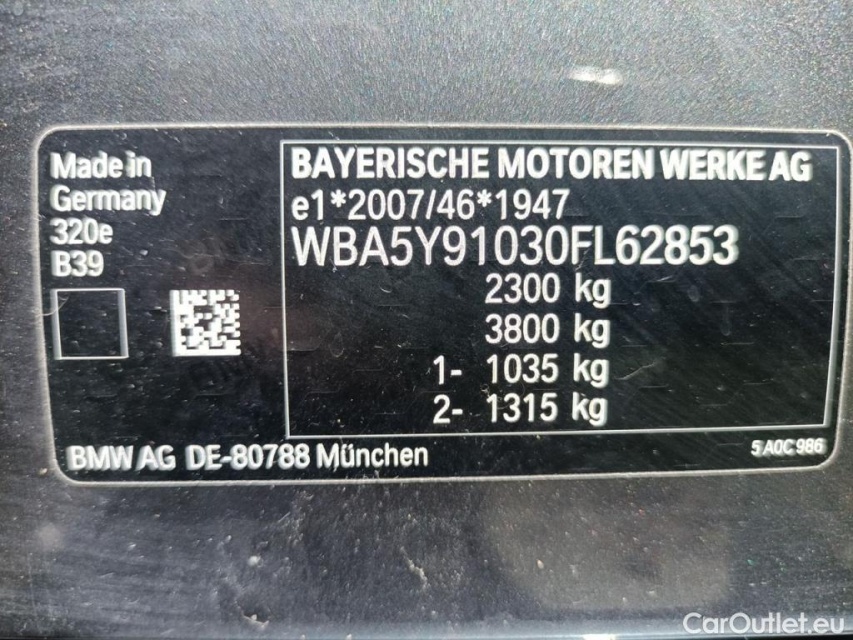 Made in
Germany
320e
B39
BAYERISCHE MOTOREN WERKE AG
e1*2007/46*1947
WBA5Y91030FL62853
2300 kg
3800 kg
1- 1035 kg
2- 1315 kg
BMW AG DE-80788 München
5 A0C 986
CarOutlet.eu